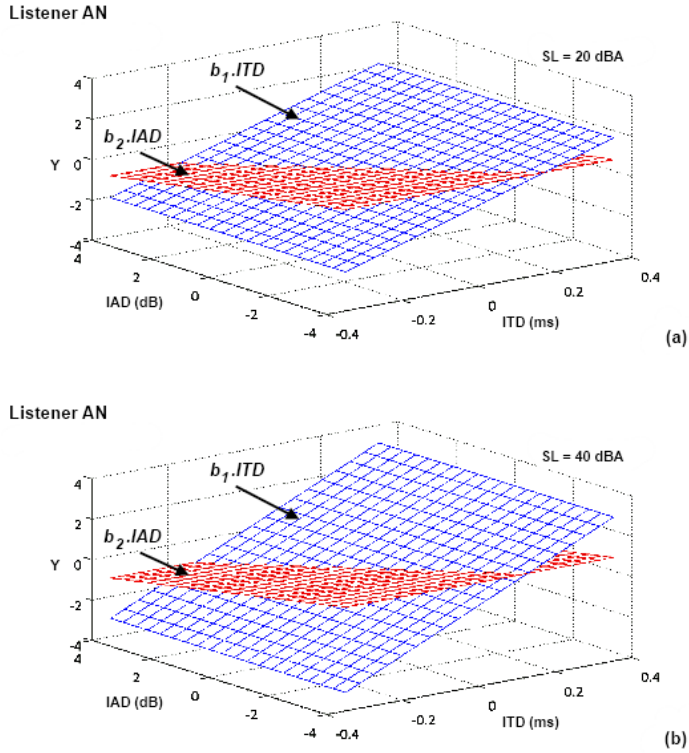 Listener AN
SL = 20 dBA
b1.ITD
b2.IAD
4
2
Y 0
-2
-4
4
2
0
-2
-4
IAD (dB)
-0.4
-0.2
0
0.2
0.4
ITD (ms)
(a)
Listener AN
SL = 40 dBA
b1.ITD
b2.IAD
4
2
Y 0
-2
-4
4
2
0
-2
-4
IAD (dB)
-0.4
-0.2
0
0.2
0.4
ITD (ms)
(b)